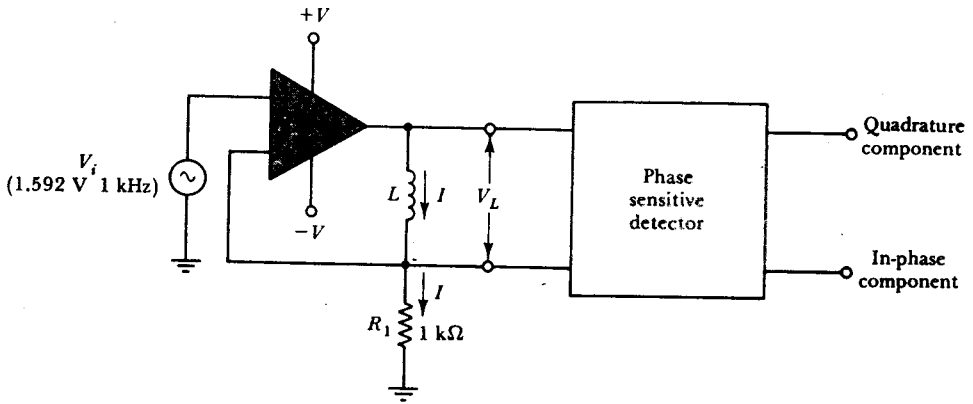 +V
V_i
(1.592 V 1 kHz)
-V
L
I
V_L
I
R_1
1 kΩ
Phase
sensitive
detector
Quadrature
component
In-phase
component